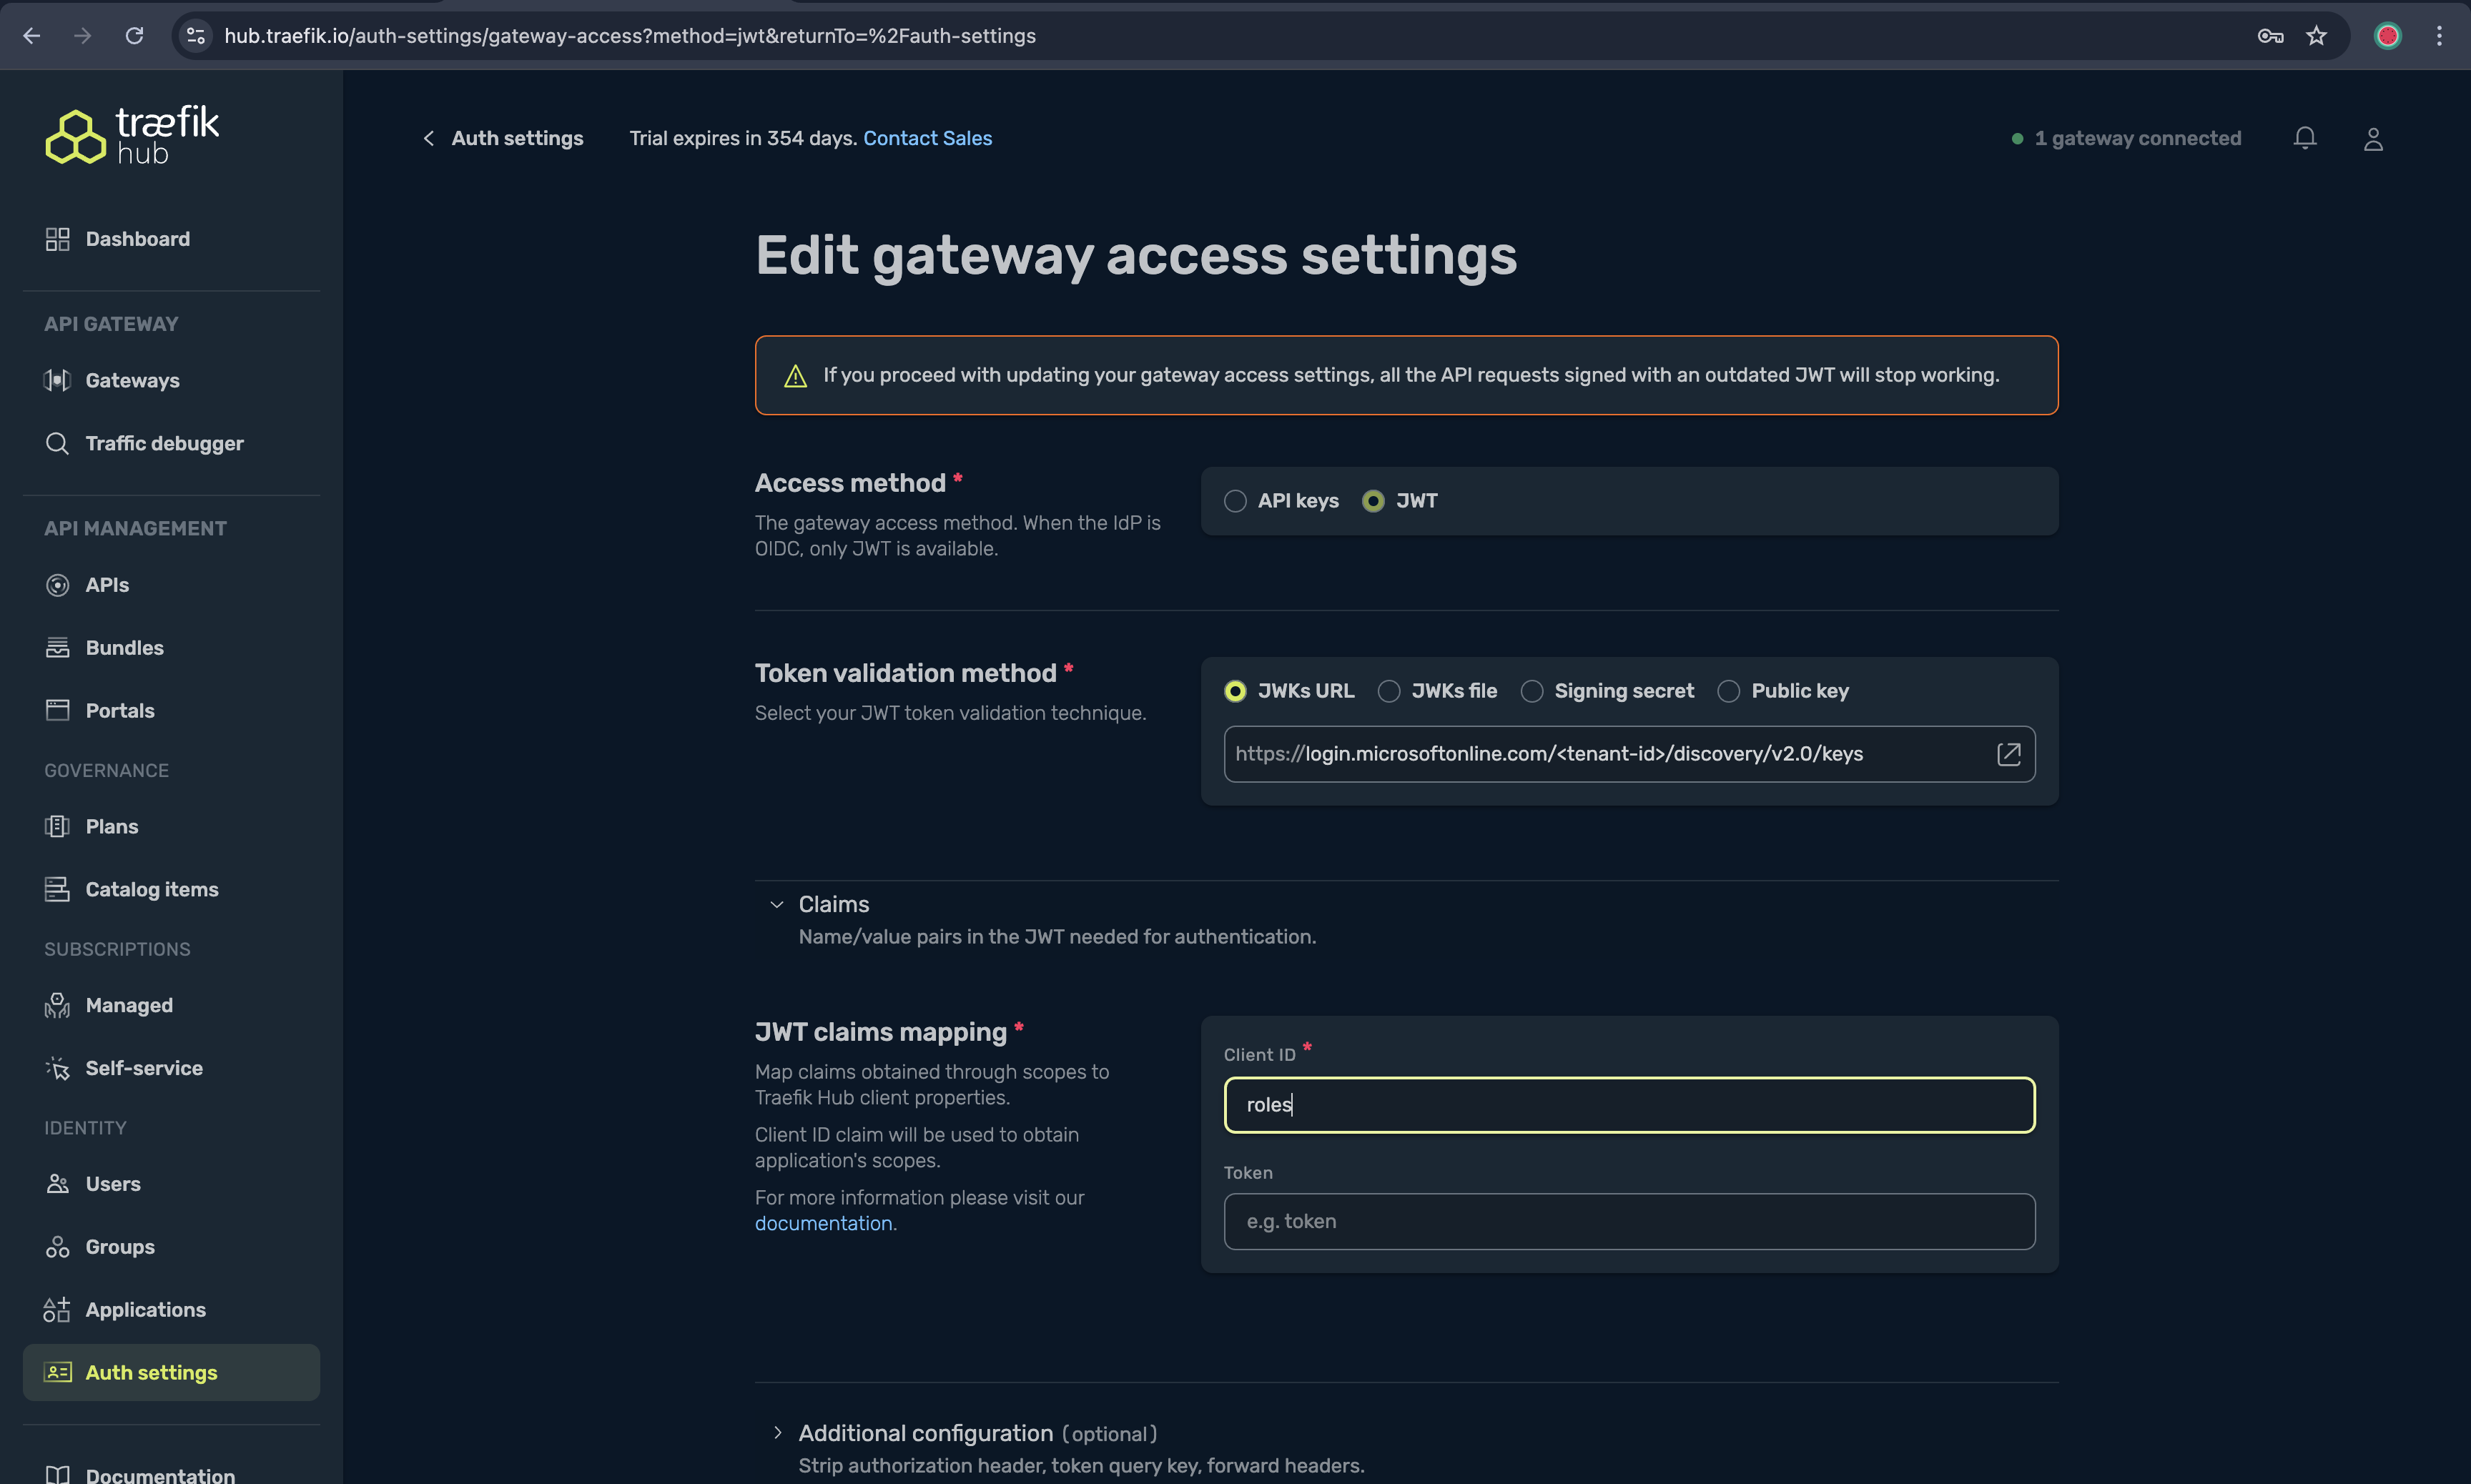 hub.traefik.io/auth-settings/gateway-access?method=jwt&returnTo=%2Fauth-settings
træfik
hub
Dashboard
API GATEWAY
Gateways
Traffic debugger
API MANAGEMENT
APIs
Bundles
Portals
GOVERNANCE
Plans
Catalog items
SUBSCRIPTIONS
Managed
Self-service
IDENTITY
Users
Groups
Applications
Auth settings
Documentation
Auth settings
Trial expires in 354 days. Contact Sales
1 gateway connected
Edit gateway access settings
If you proceed with updating your gateway access settings, all the API requests signed with an outdated JWT will stop working.
Access method *
The gateway access method. When the IdP is
OIDC, only JWT is available.
API keys
JWT
Token validation method *
Select your JWT token validation technique.
JWKs URL
JWKs file
Signing secret
Public key
https://login.microsoftonline.com/<tenant-id>/discovery/v2.0/keys
Claims
Name/value pairs in the JWT needed for authentication.
JWT claims mapping *
Map claims obtained through scopes to
Traefik Hub client properties.
Client ID claim will be used to obtain
application's scopes.
For more information please visit our
documentation.
Client ID *
roles
Token
e.g. token
Additional configuration (optional)
Strip authorization header, token query key, forward headers.